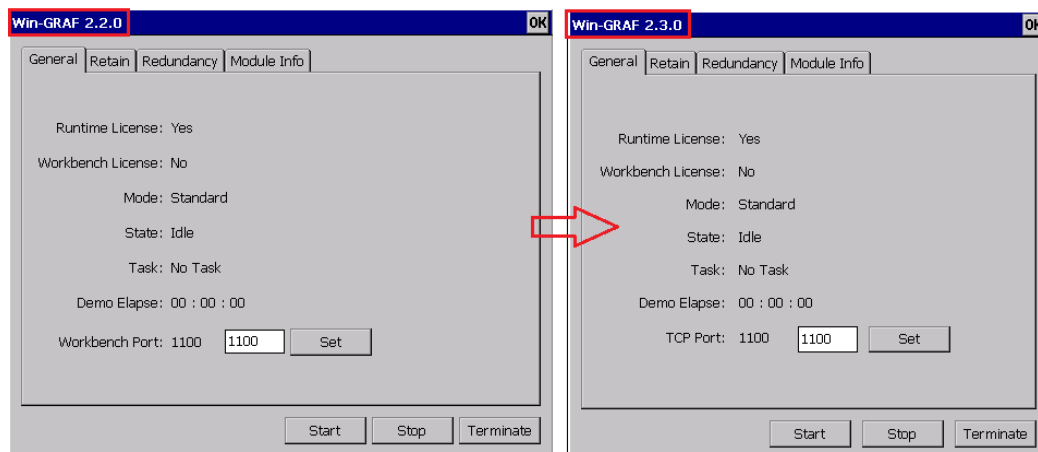 Win-GRAF 2.2.0 OK
General Retain Redundancy Module Info
Runtime License: Yes
Workbench License: No
Mode: Standard
State: Idle
Task: No Task
Demo Elapse: 00 : 00 : 00
Workbench Port: 1100 1100 Set
Start Stop Terminate
Win-GRAF 2.3.0 OK
General Retain Redundancy Module Info
Runtime License: Yes
Workbench License: No
Mode: Standard
State: Idle
Task: No Task
Demo Elapse: 00 : 00 : 00
TCP Port: 1100 1100 Set
Start Stop Terminate